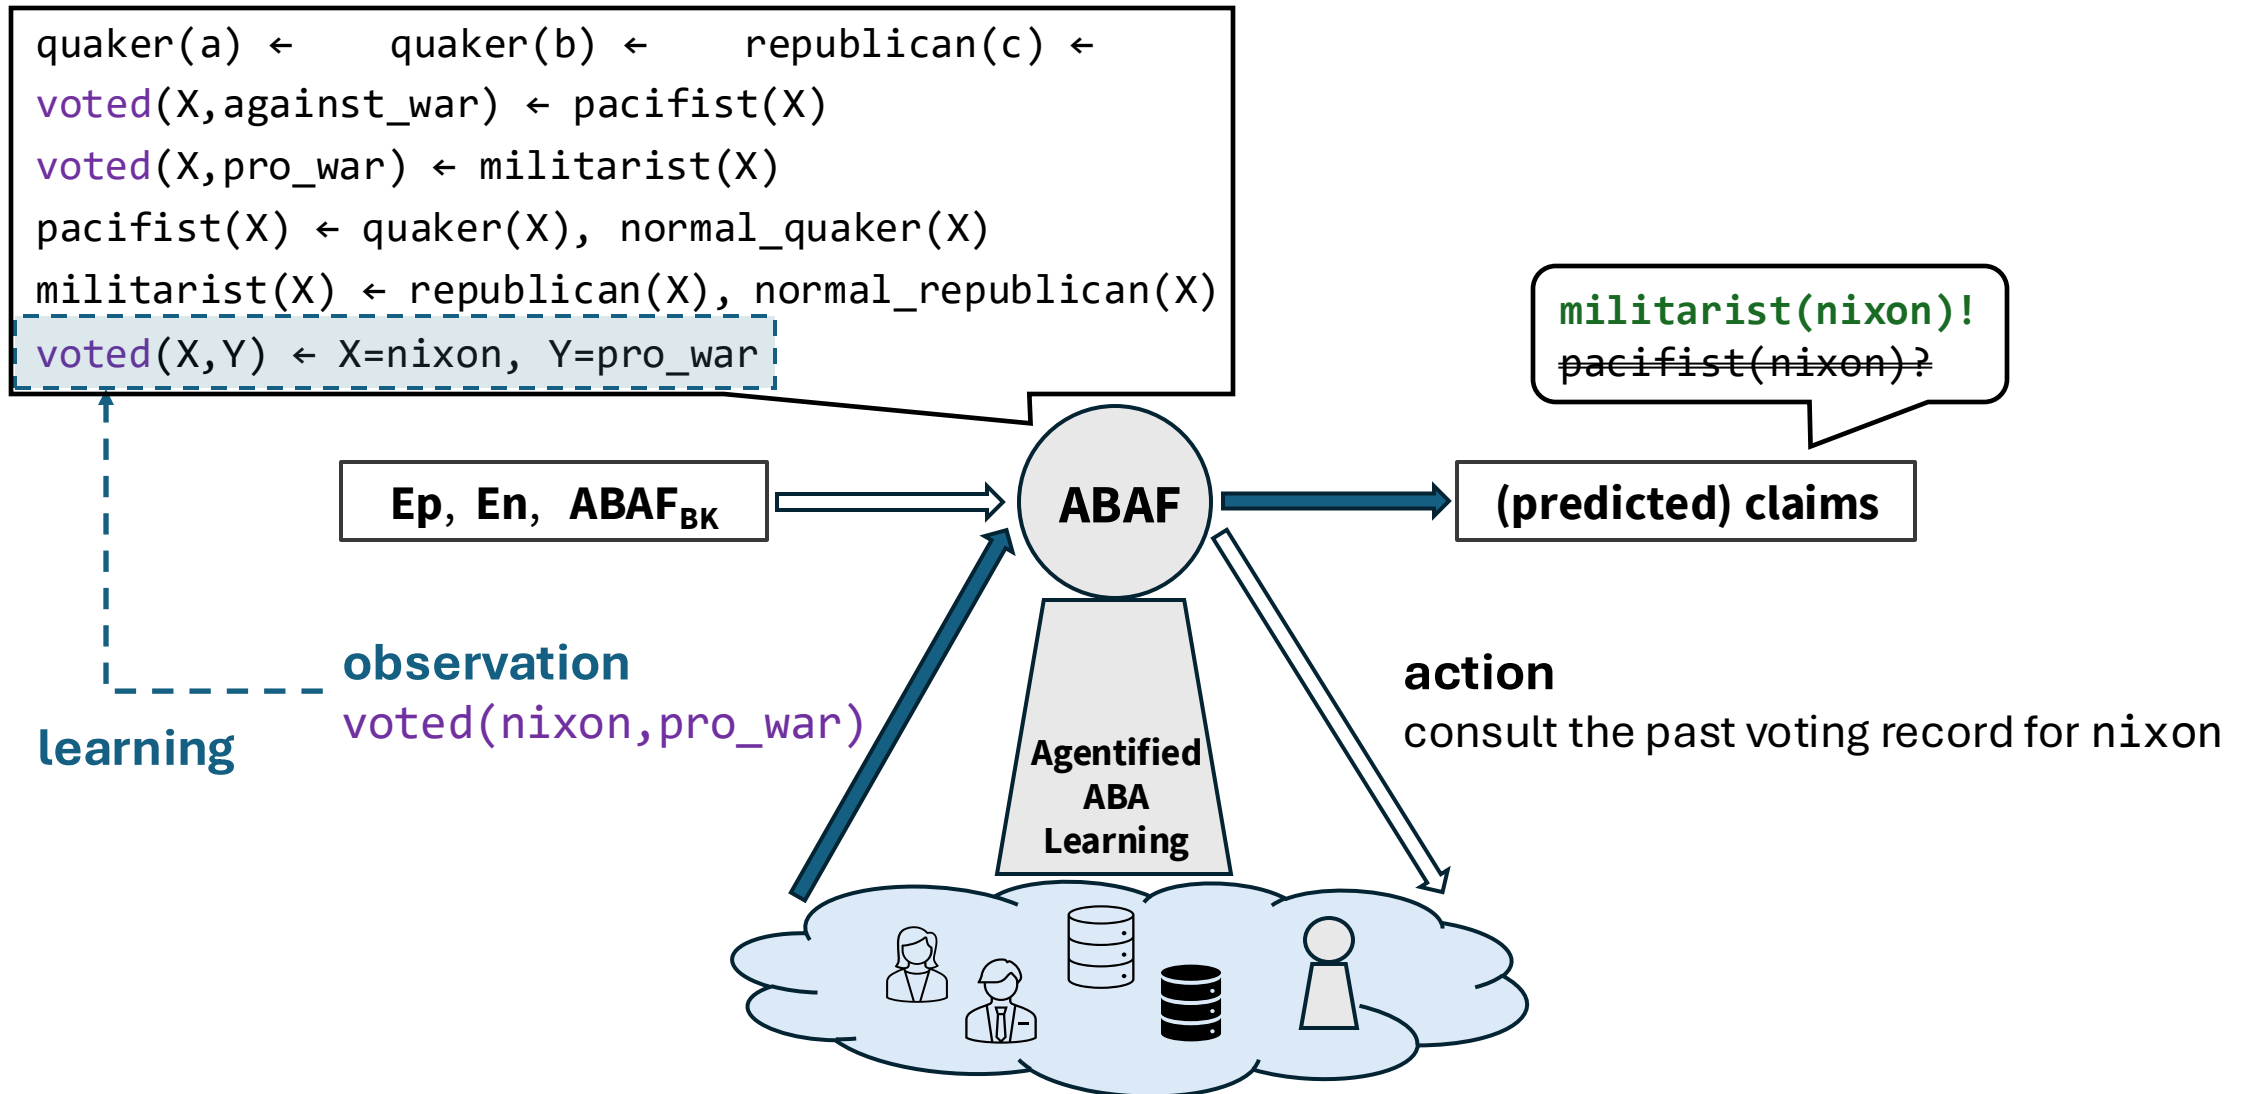 quaker(a) ← quaker(b) ← republican(c) ←
voted(X,against_war) ← pacifist(X)
voted(X,pro_war) ← militarist(X)
pacifist(X) ← quaker(X), normal_quaker(X)
militarist(X) ← republican(X), normal_republican(X)
voted(X,Y) ← X=nixon, Y=pro_war
militarist(nixon)!
pacifist(nixon)?
Ep, En, ABAF_BK
ABAF
(predicted) claims
observation
voted(nixon,pro_war)
learning
action
consult the past voting record for nixon
Agentified
ABA
Learning